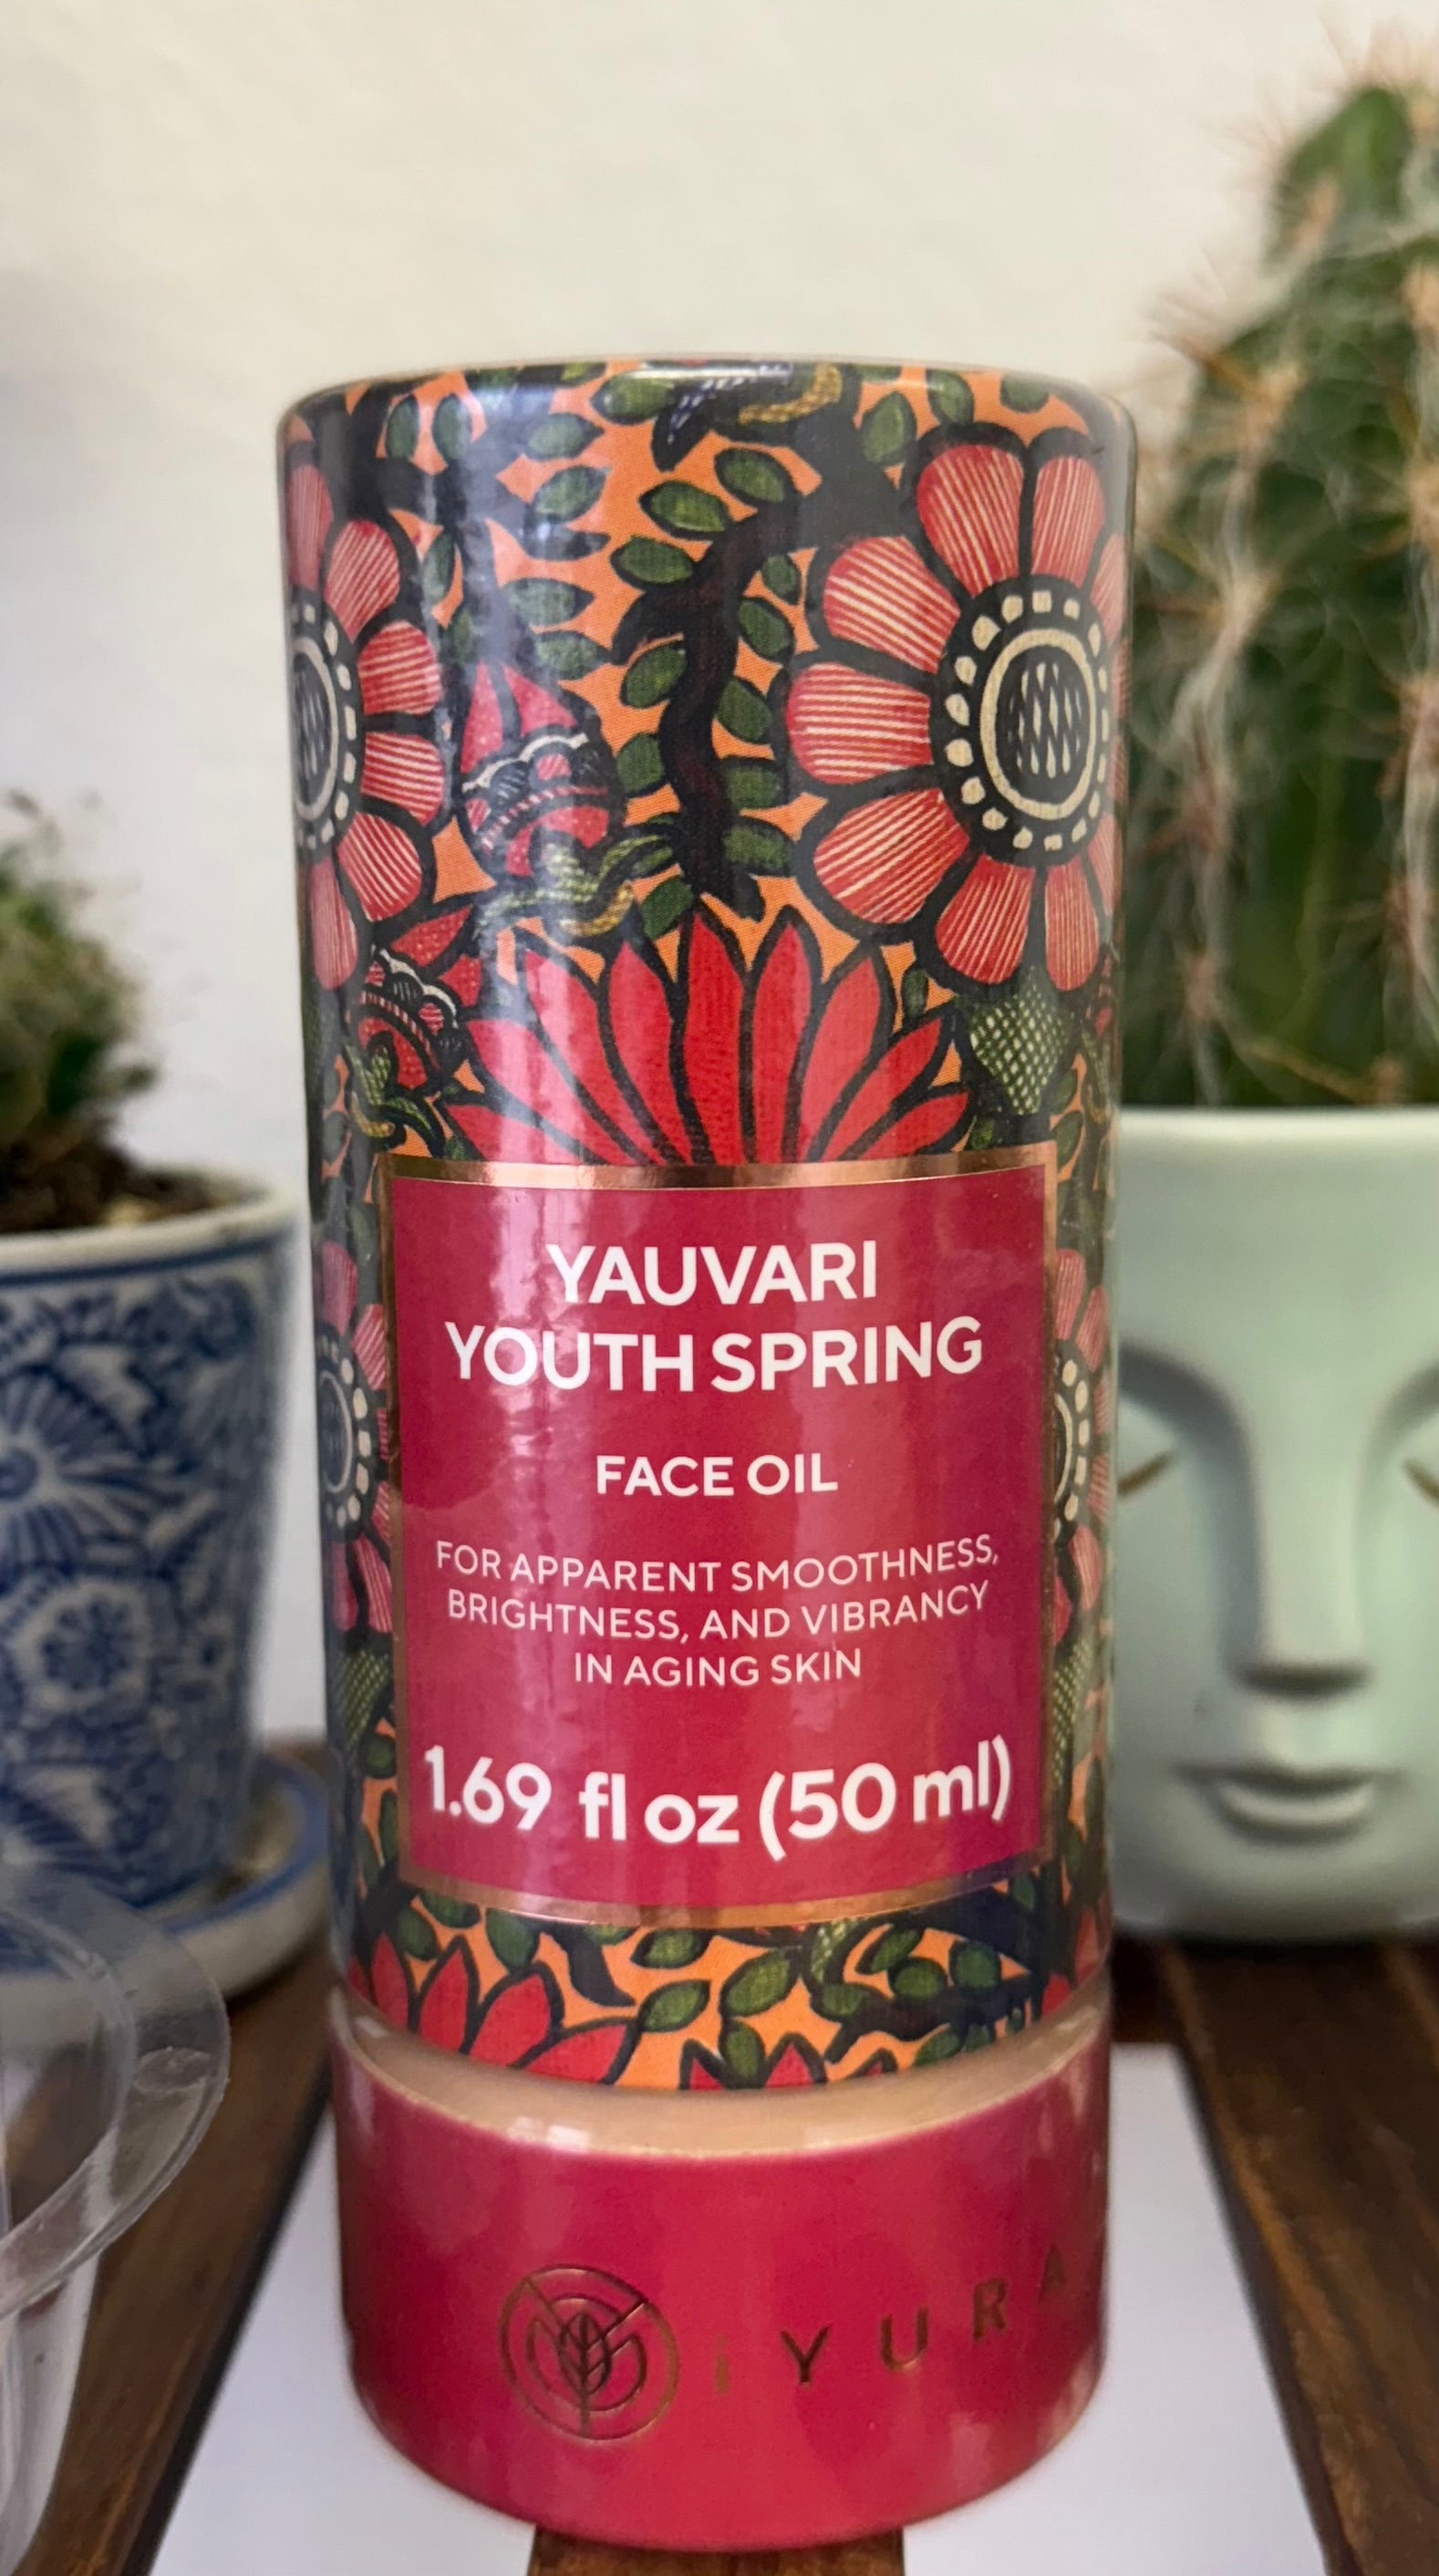 YAUVARI
YOUTH SPRING
FACE OIL
FOR APPARENT SMOOTHNESS,
BRIGHTNESS, AND VIBRANCY
IN AGING SKIN
1.69 fl oz (50 ml)
iYURA